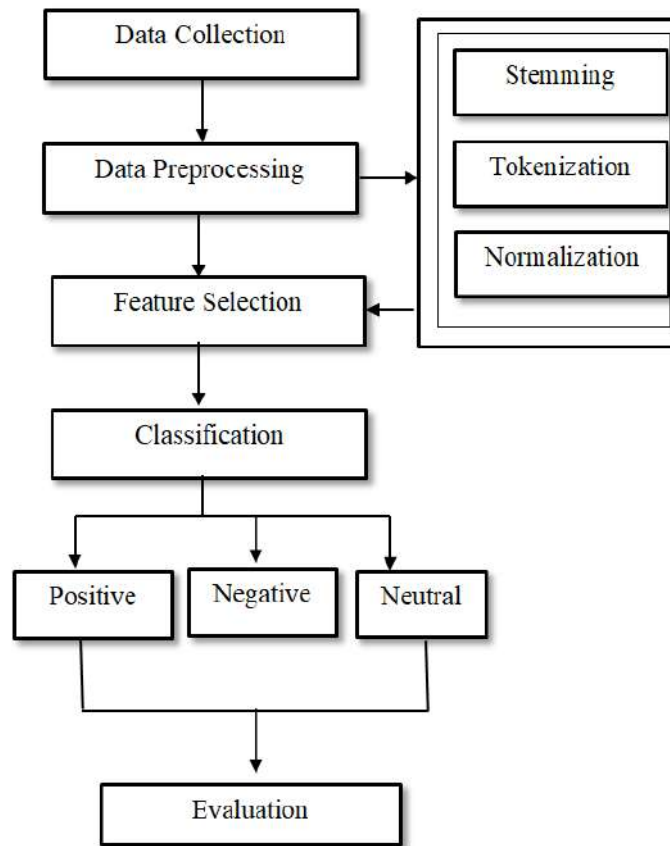 Data Collection
Stemming
Data Preprocessing
Tokenization
Normalization
Feature Selection
Classification
Positive
Negative
Neutral
Evaluation